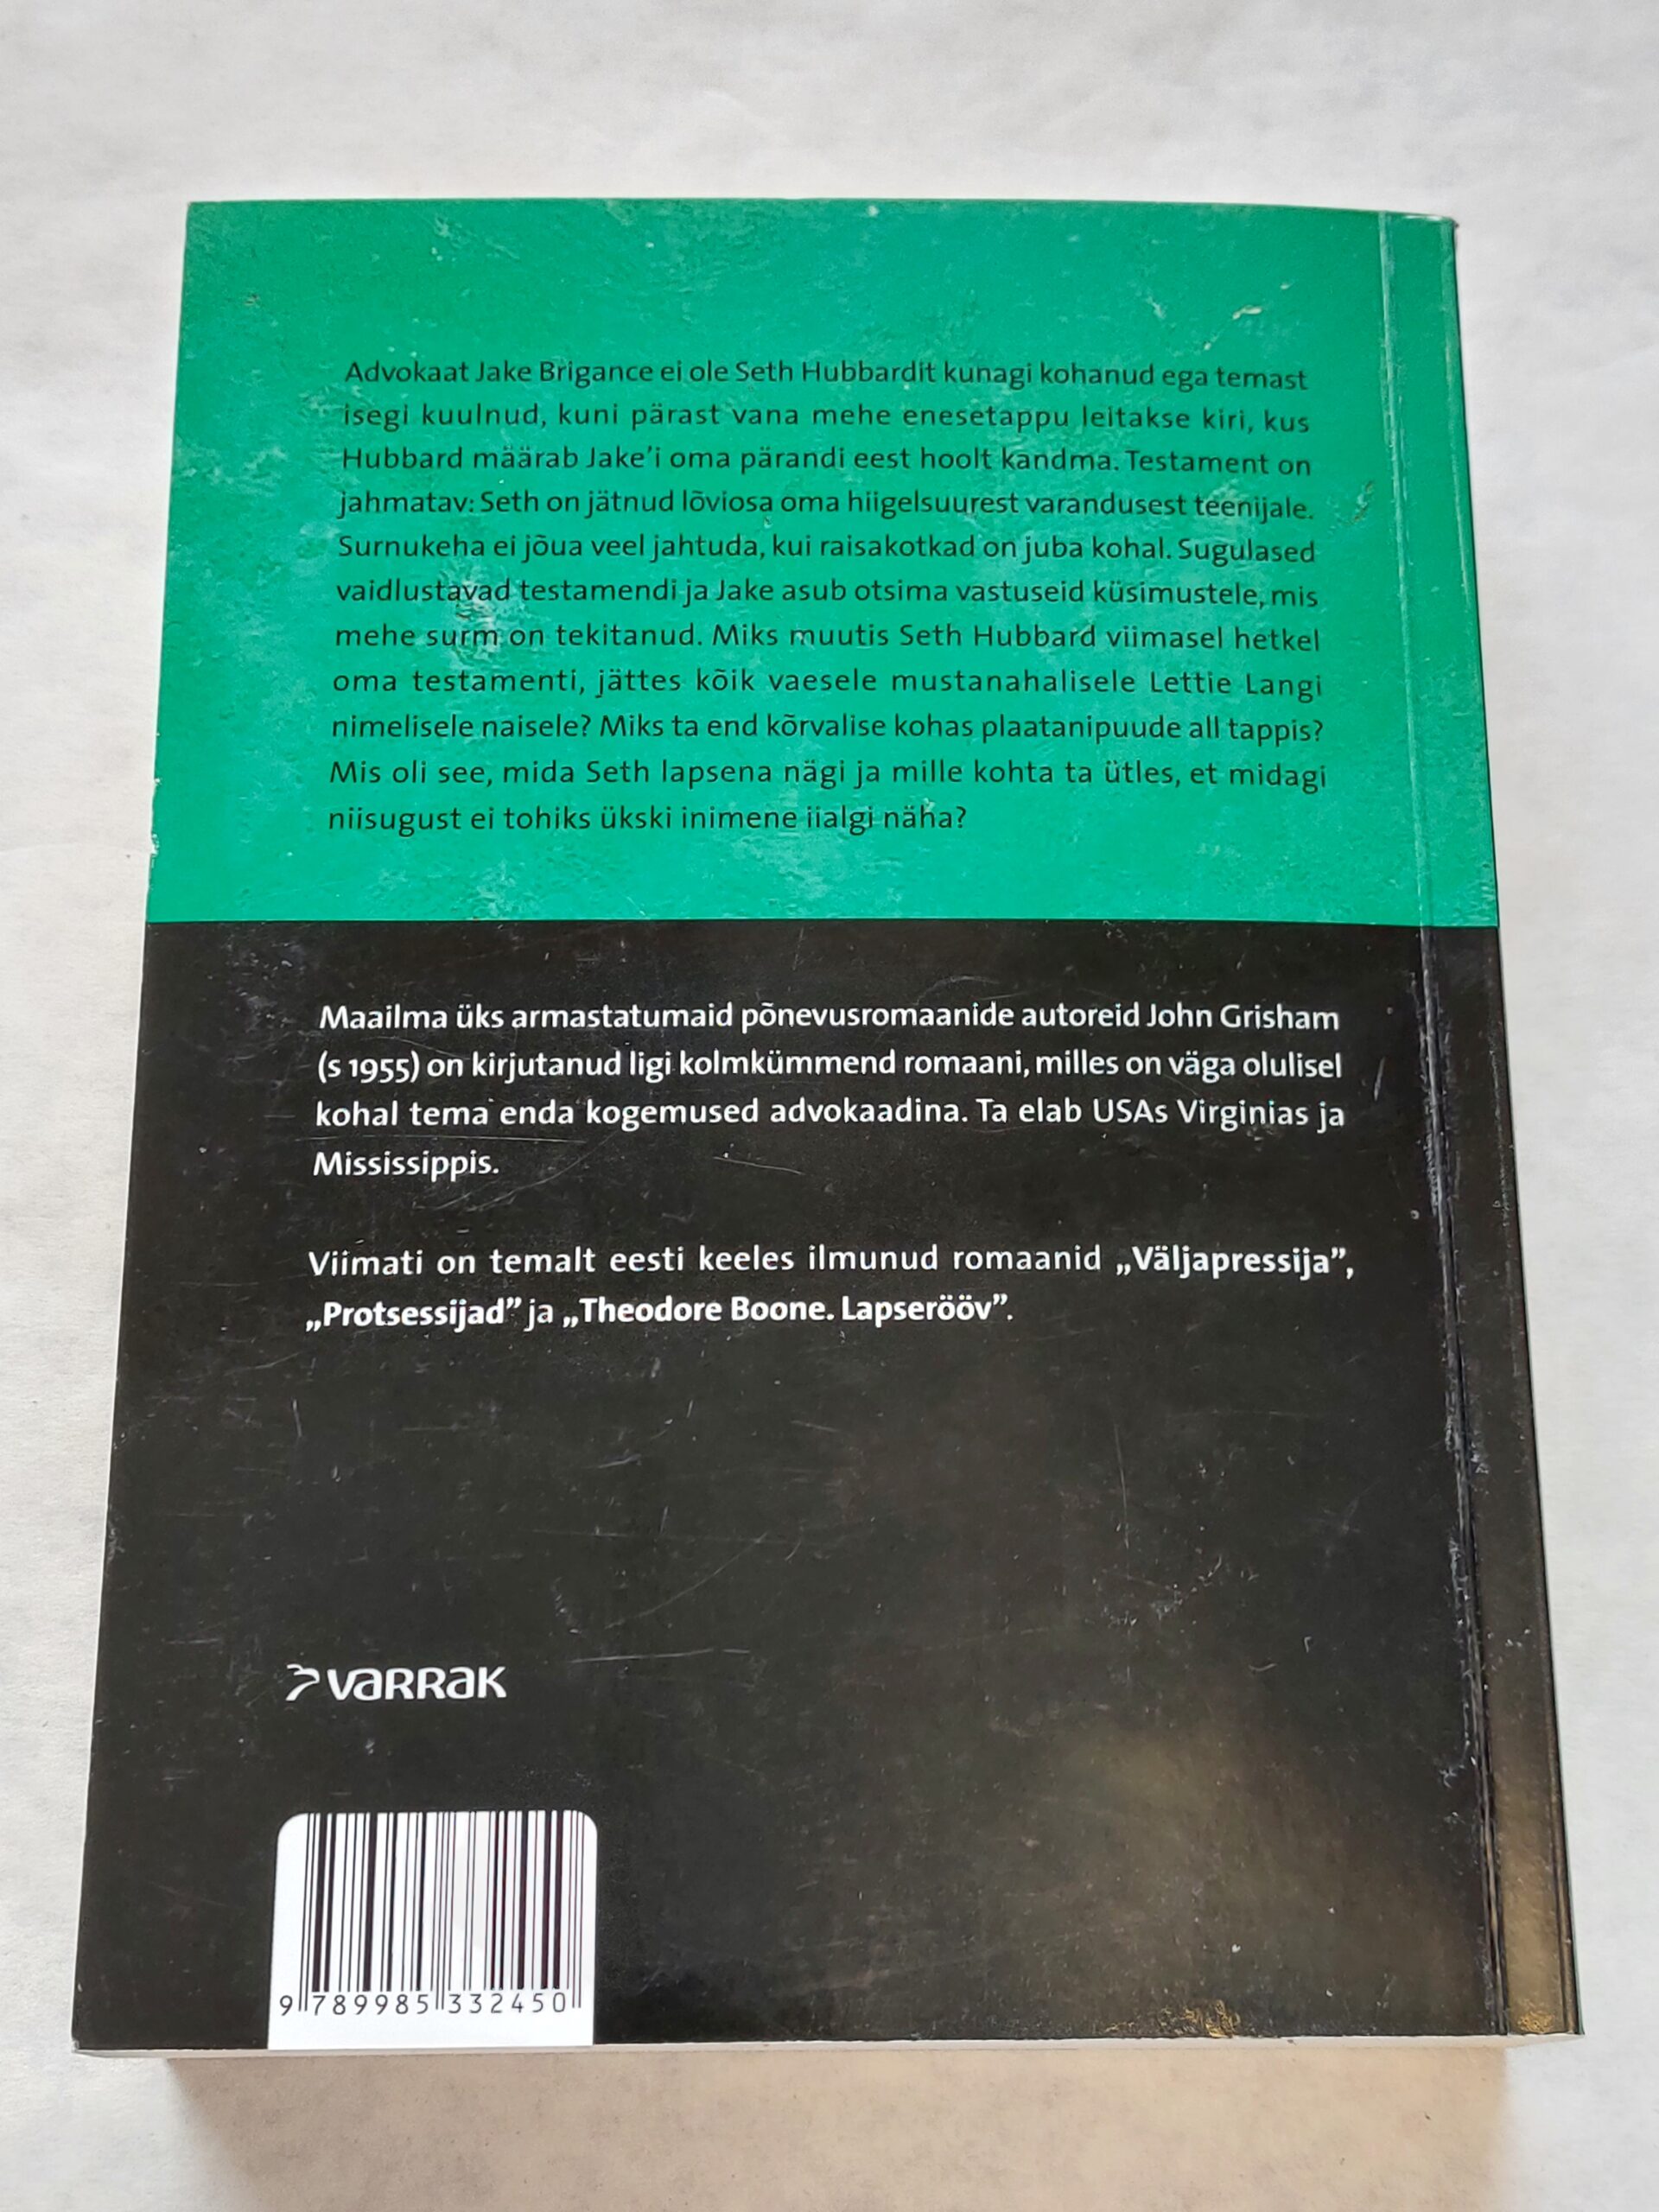 Advokaat Jake Brigance ei ole Seth Hubbardit kunagi kohanud ega temast
isegi kuulnud, kuni pärast vana mehe enesetappu leitakse kiri, kus
Hubbard määrab Jake’i oma pärandi eest hoolt kandma. Testament on
jahmatav: Seth on jätnud lõviosa oma hiigelsuurest varandusest teenijale.
Surnukeha ei jõua veel jahtuda, kui raisakotkad on juba kohal. Sugulased
vaidlustavad testamendi ja Jake asub otsima vastuseid küsimustele, mis
mehe surm on tekitanud. Miks muutis Seth Hubbard viimasel hetkel
oma testamenti, jättes kõik vaesele mustanahalisele Lettie Langi
nimelisele naisele? Miks ta end kõrvalise kohas plaatanipuude all tappis?
Mis oli see, mida Seth lapsena nägi ja mille kohta ta ütles, et midagi
niisugust ei tohiks ükski inimene iialgi näha?
Maailma üks armastatumaid põnevusromaanide autoreid John Grisham
(s 1955) on kirjutanud ligi kolmkümmend romaani, milles on väga olulisel
kohal tema enda kogemused advokaadina. Ta elab USAs Virginias ja
Mississippis.
Viimati on temalt eesti keeles ilmunud romaanid „Väljapressija”,
„Protsessijad” ja „Theodore Boone. Lapserööv”.
VARRAK
9 789985 332450